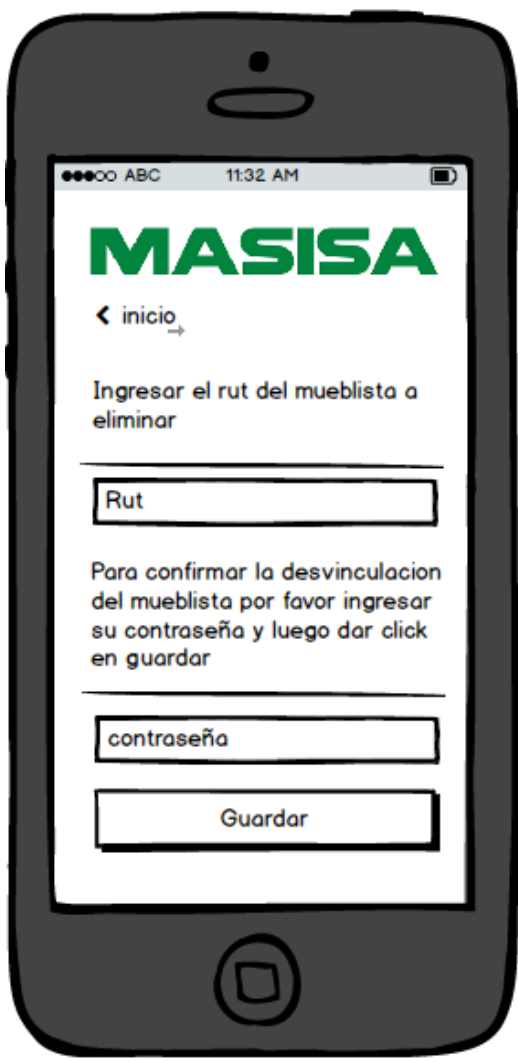 ABC 11:32 AM
MASISA
inicio
Ingresar el rut del mueblista a
eliminar
Rut
Para confirmar la desvinculacion
del mueblista por favor ingresar
su contraseña y luego dar click
en guardar
contraseña
Guardar